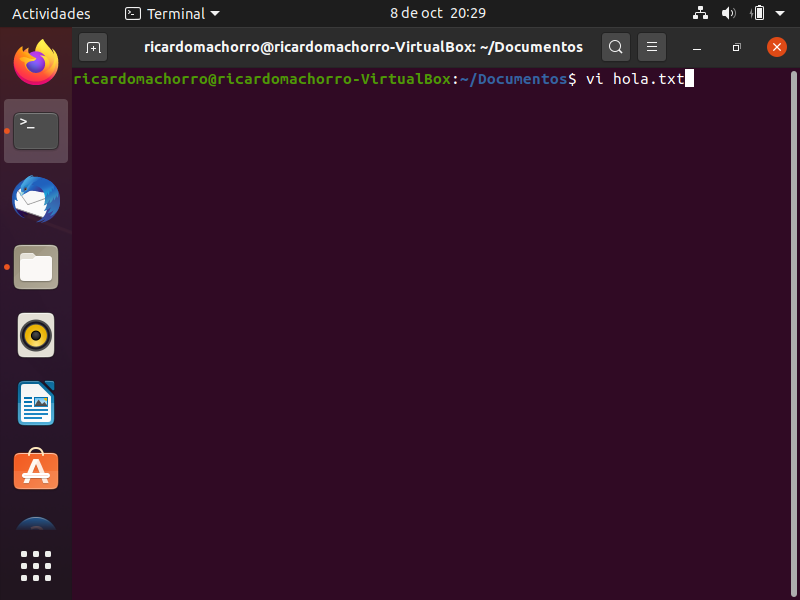 Actividades Terminal 8 de oct 20:29
ricardomachorro@ricardomachorro-VirtualBox: ~/Documentos
ricardomachorro@ricardomachorro-VirtualBox:~/Documentos$ vi hola.txt